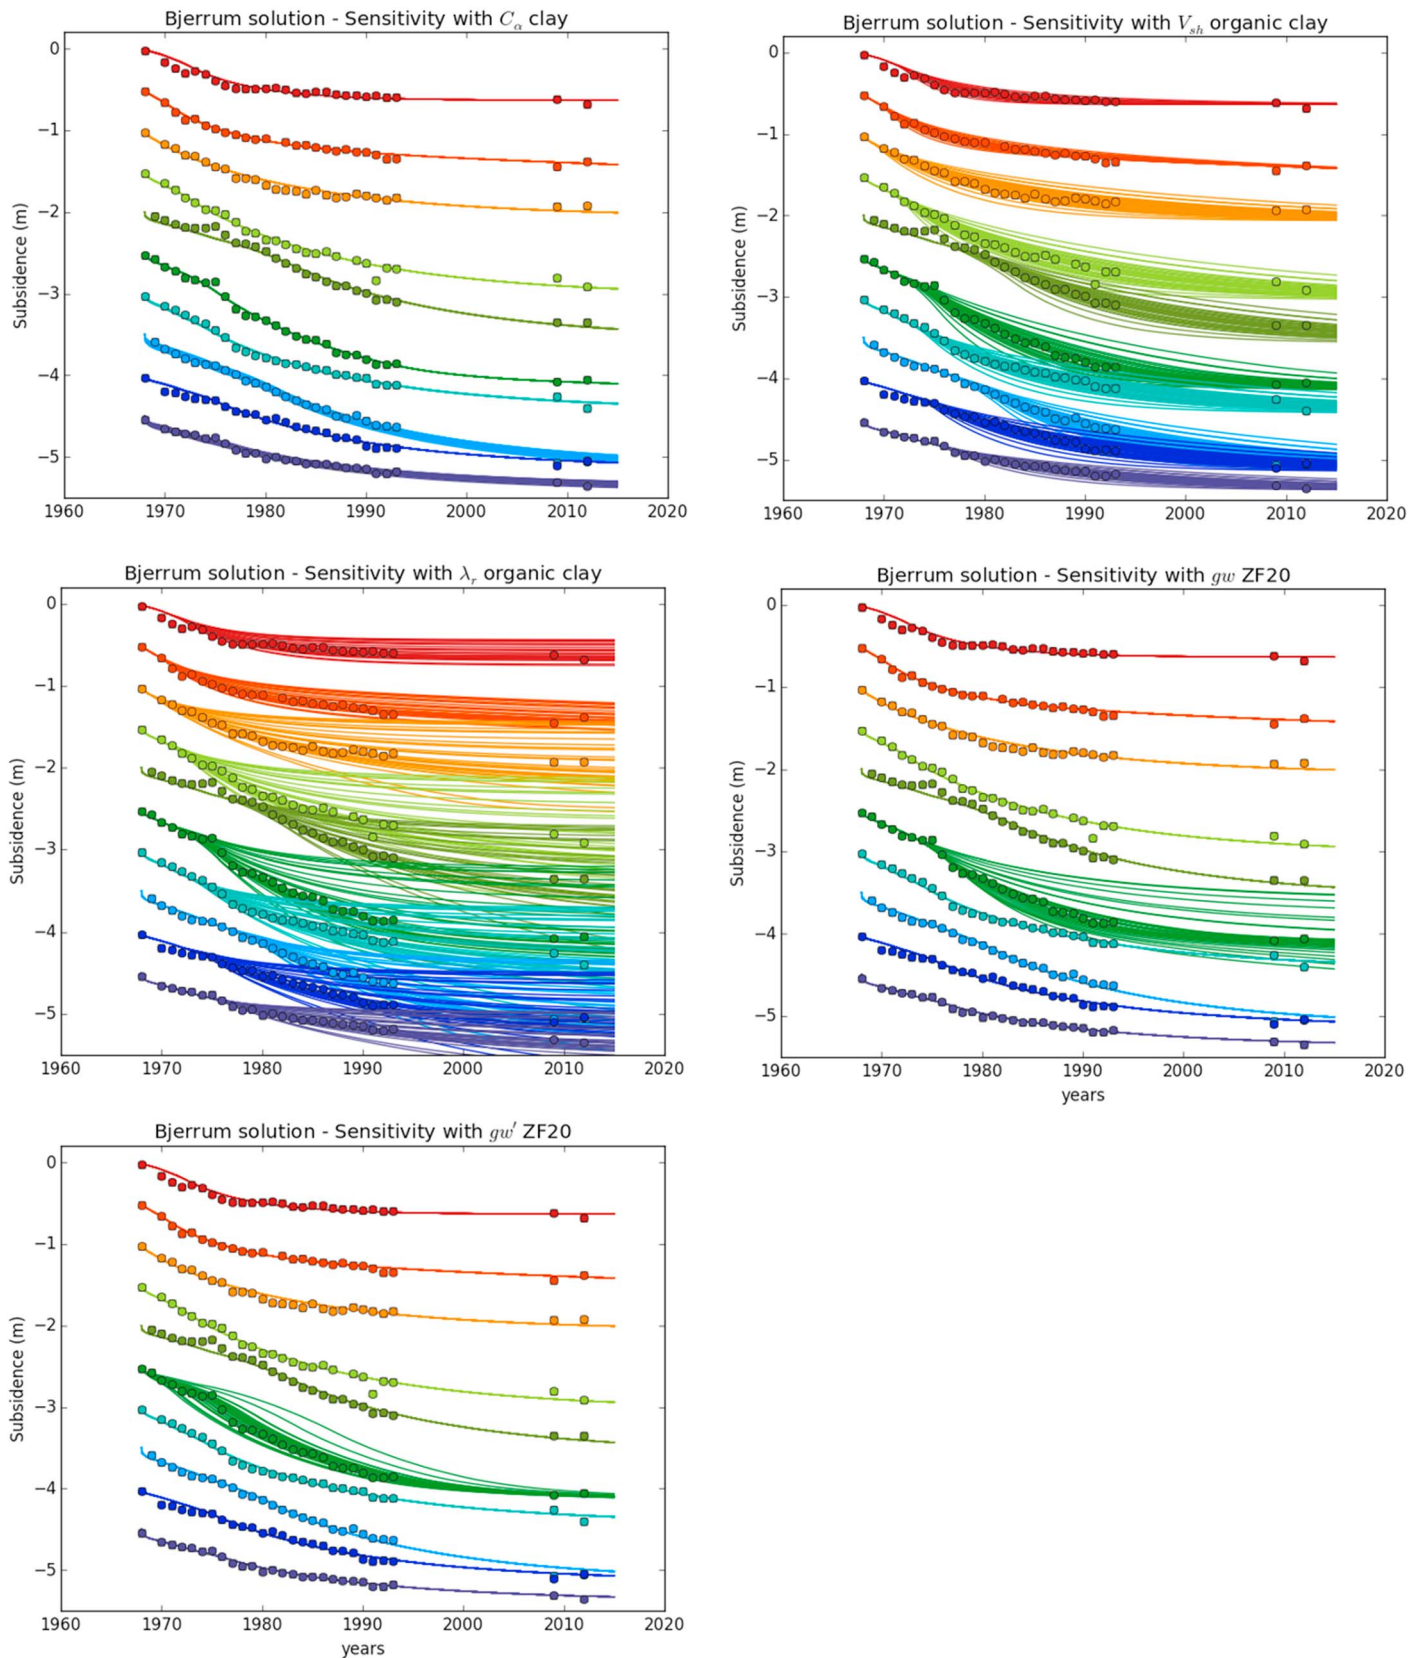 Bjerrum solution - Sensitivity with Cα clay
0
−1
−2
−3
−4
−5
Subsidence (m)
1960 1970 1980 1990 2000 2010 2020
Bjerrum solution - Sensitivity with Vsh organic clay
0
−1
−2
−3
−4
−5
Subsidence (m)
1960 1970 1980 1990 2000 2010 2020
Bjerrum solution - Sensitivity with λr organic clay
0
−1
−2
−3
−4
−5
Subsidence (m)
1960 1970 1980 1990 2000 2010 2020
Bjerrum solution - Sensitivity with gw ZF20
0
−1
−2
−3
−4
−5
Subsidence (m)
1960 1970 1980 1990 2000 2010 2020
years
Bjerrum solution - Sensitivity with gw′ ZF20
0
−1
−2
−3
−4
−5
Subsidence (m)
1960 1970 1980 1990 2000 2010 2020
years